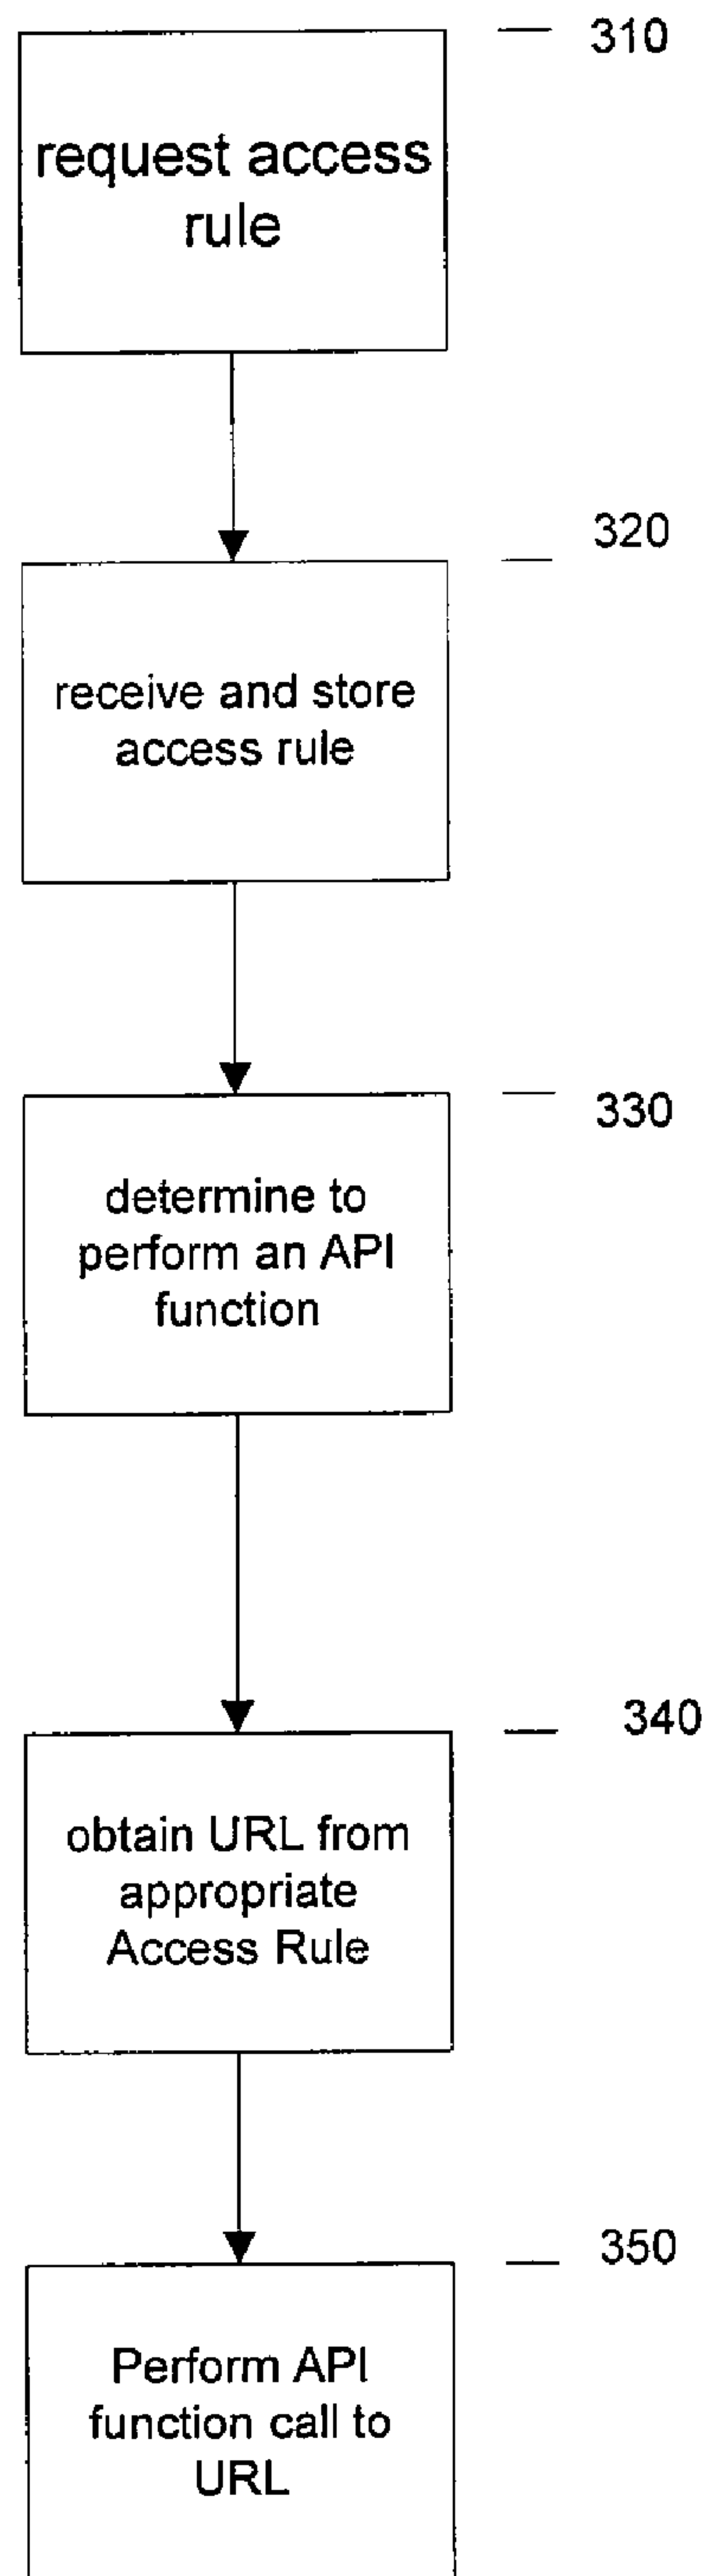 310
request access
rule
320
receive and store
access rule
330
determine to
perform an API
function
340
obtain URL from
appropriate
Access Rule
350
Perform API
function call to
URL